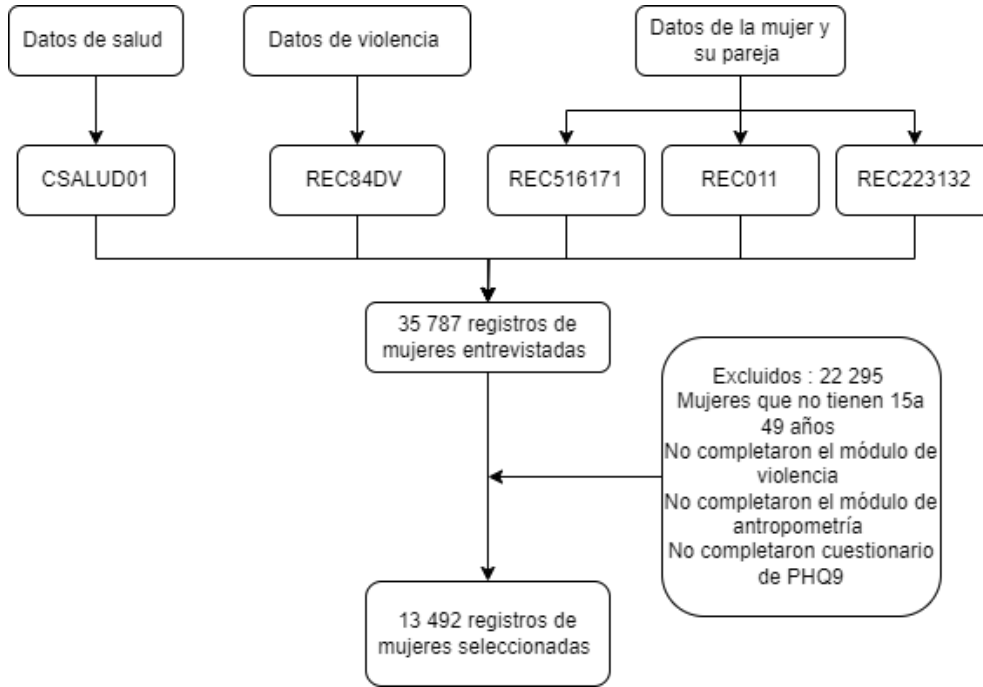 Datos de salud
Datos de violencia
Datos de la mujer y
su pareja
CSALUD01
REC84DV
REC516171
REC011
REC223132
35 787 registros de
mujeres entrevistadas
Excluidos : 22 295
Mujeres que no tienen 15a
49 años
No completaron el módulo de
violencia
No completaron el módulo de
antropometría
No completaron cuestionario
de PHQ9
13 492 registros de
mujeres seleccionadas